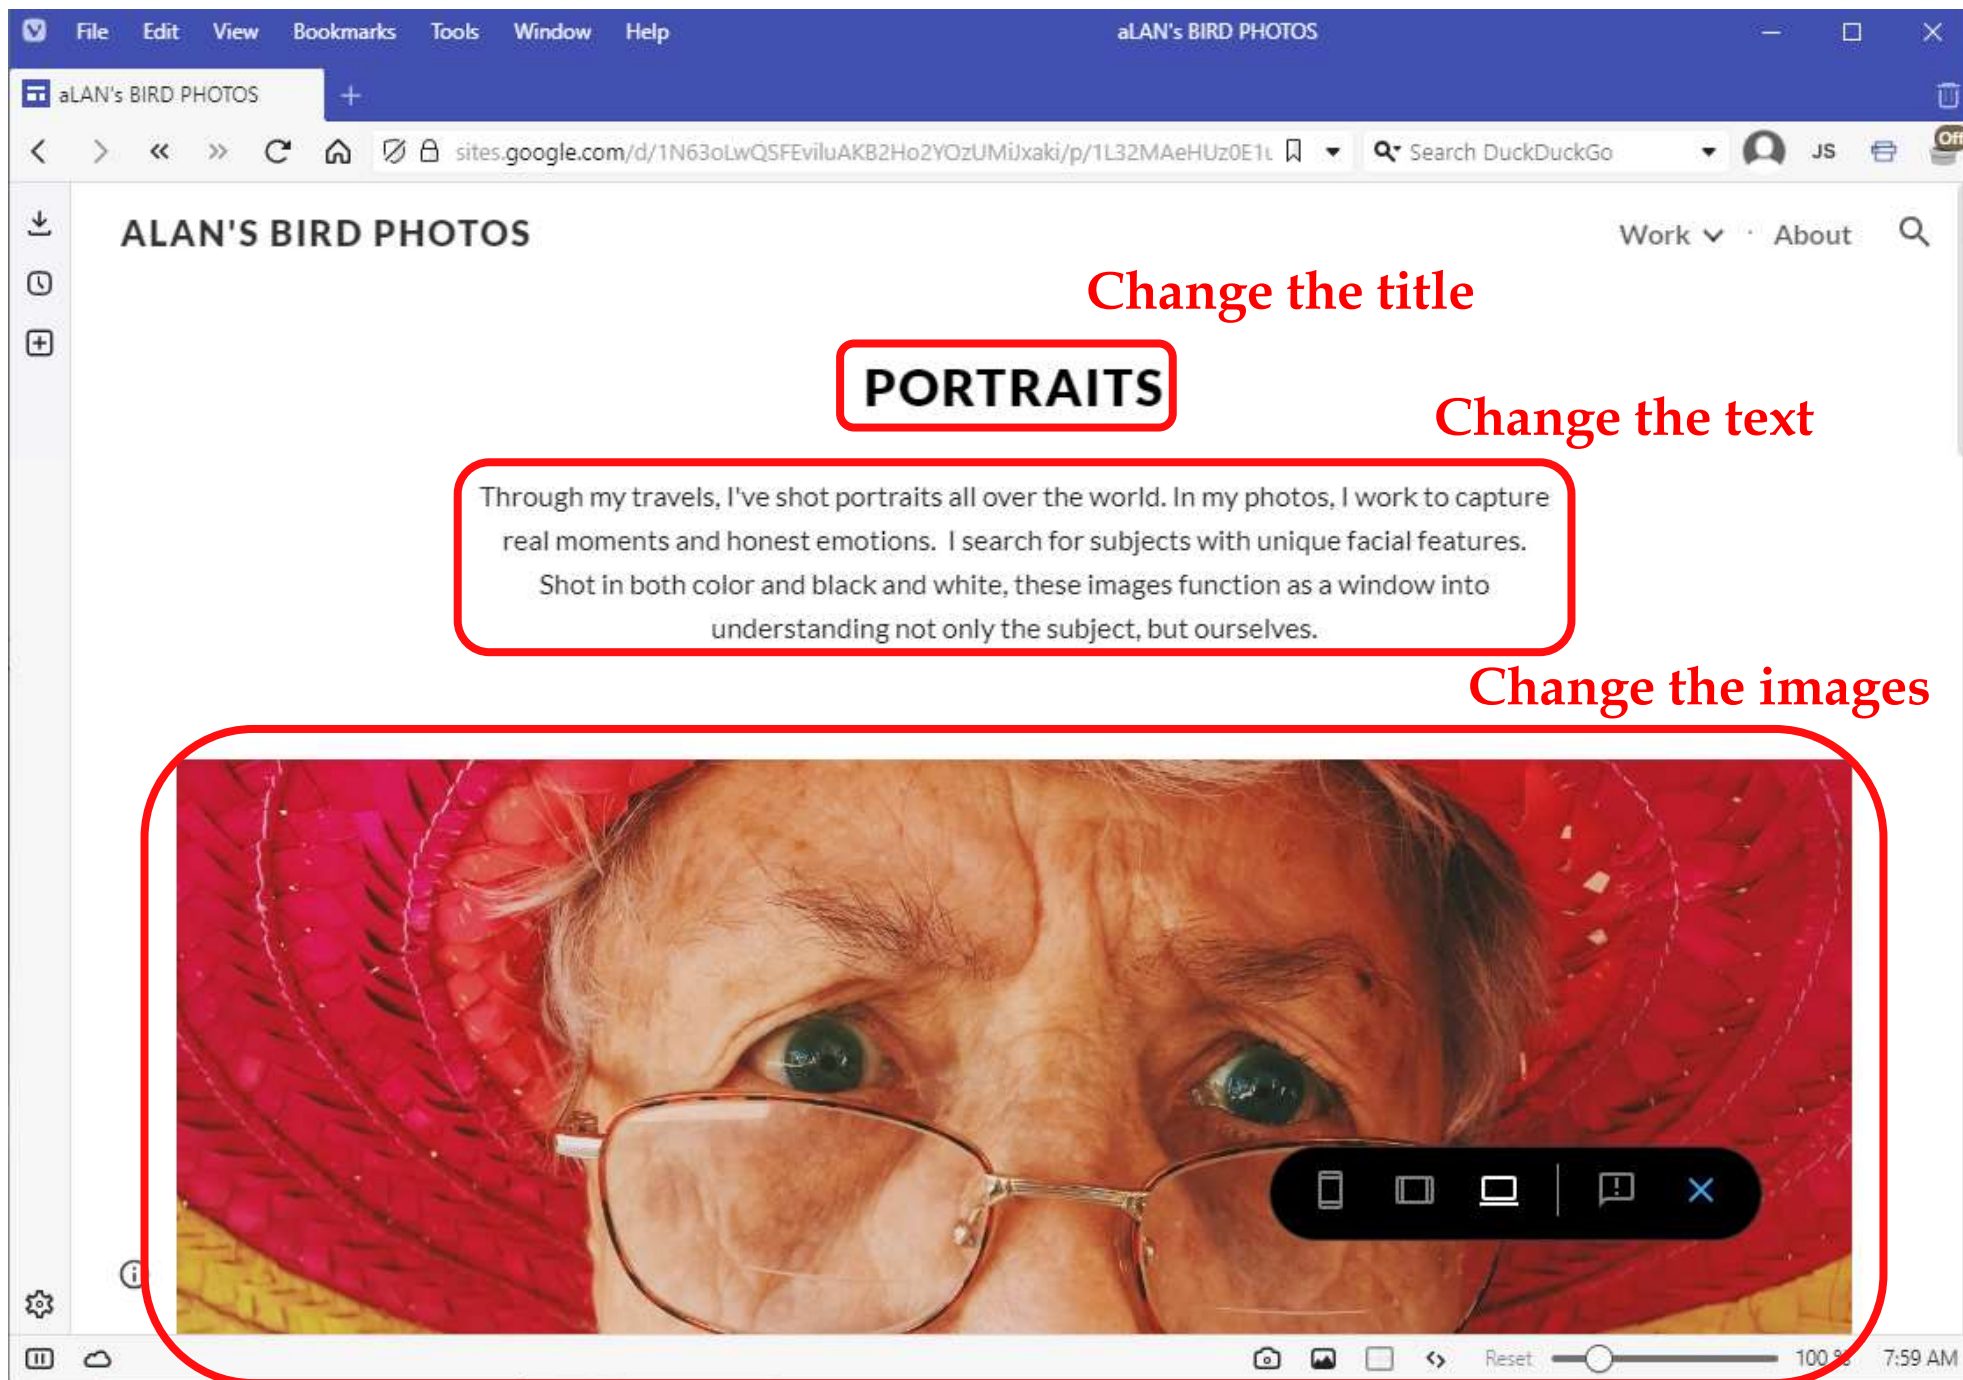 File Edit View Bookmarks Tools Window Help aLAN's BIRD PHOTOS
aLAN's BIRD PHOTOS
sites.google.com/d/1N63oLwQSFEviluAKB2Ho2YOzUMiJxaki/p/1L32MAeHUz0E1 Search DuckDuckGo JS Off
ALAN'S BIRD PHOTOS Work · About
Change the title
PORTRAITS
Change the text
Through my travels, I've shot portraits all over the world. In my photos, I work to capture
real moments and honest emotions.  I search for subjects with unique facial features.
Shot in both color and black and white, these images function as a window into
understanding not only the subject, but ourselves.
Change the images
Reset 100 % 7:59 AM